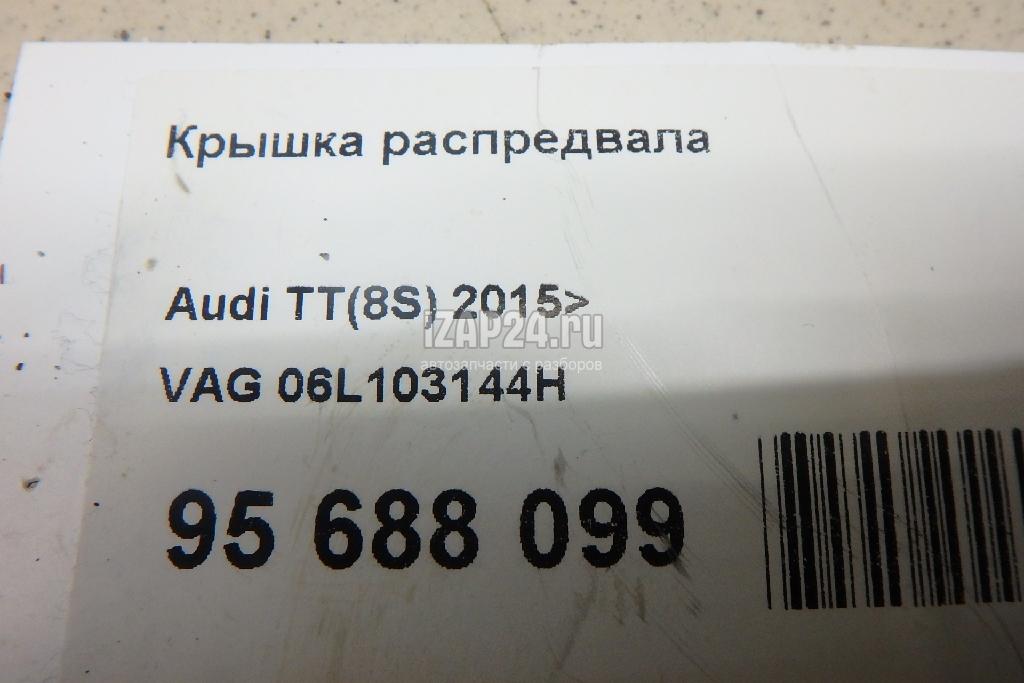 Крышка распредвала
Audi TT(8S) 2015>
iZAP24.ru
автозапчасти с разборов
VAG 06L103144H
95 688 099